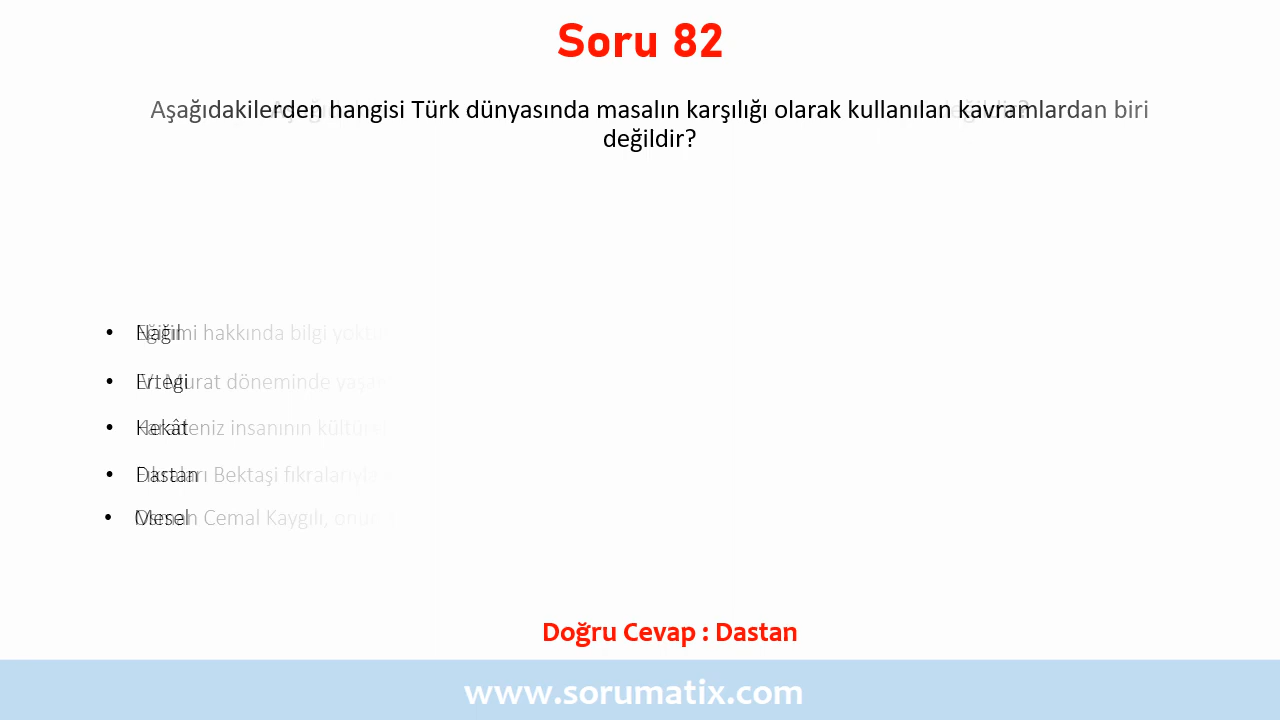 Soru 82
Aşağıdakilerden hangisi Türk dünyasında masalın karşılığı olarak kullanılan kavramlardan biri
değildir?
• Nağıl
• Ertegi
• Hekât
• Dastan
• Mesel
Doğru Cevap : Dastan
www.sorumatix.com